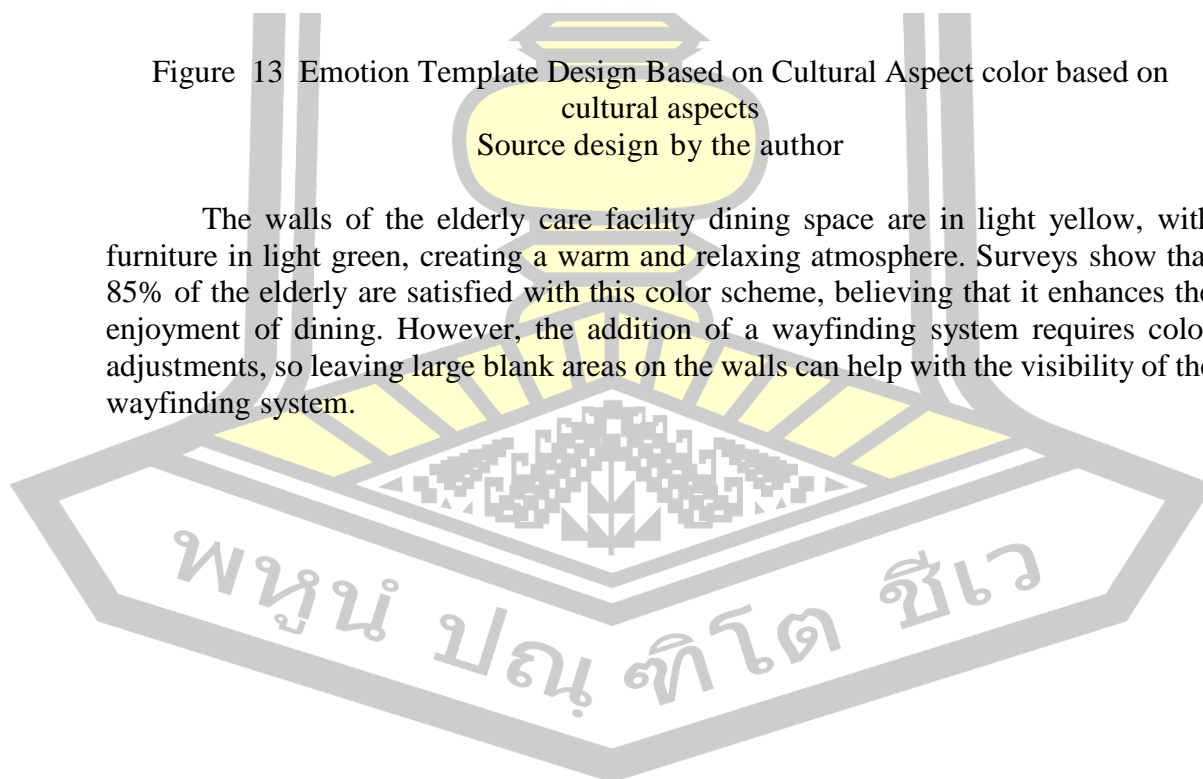 Figure 13 Emotion Template Design Based on Cultural Aspect color based on
cultural aspects
Source design by the author
The walls of the elderly care facility dining space are in light yellow, wit
furniture in light green, creating a warm and relaxing atmosphere. Surveys show tha
85% of the elderly are satisfied with this color scheme, believing that it enhances the
enjoyment of dining. However, the addition of a wayfinding system requires colo
adjustments, so leaving large blank areas on the walls can help with the visibility of the
wayfinding system.
พหูนํ ปณฺฑิโต ชีเว